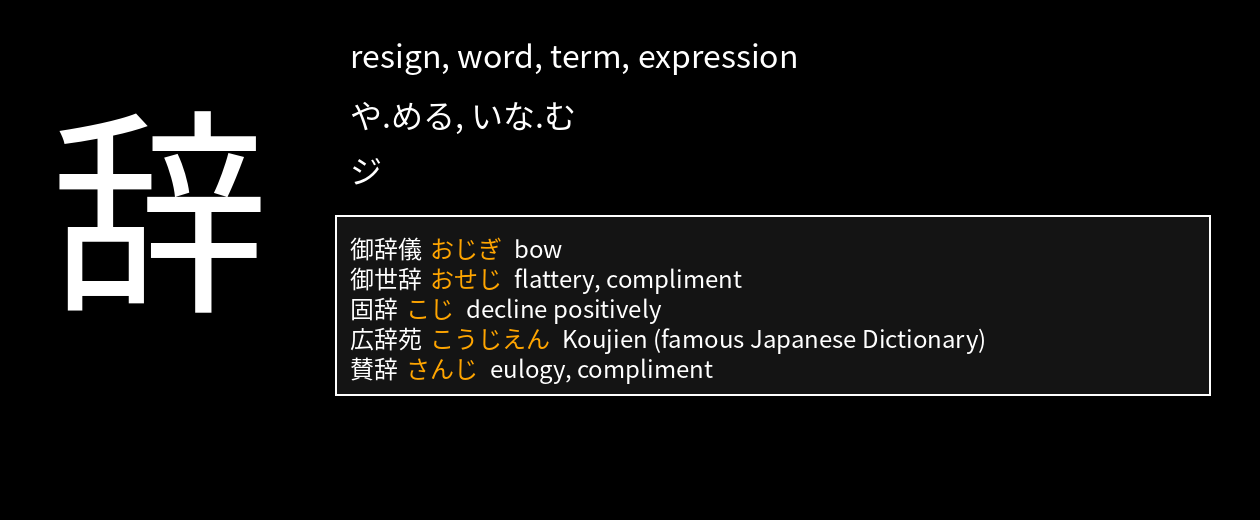 辞
resign, word, term, expression
や.める, いな.む
ジ
御辞儀 おじぎ bow
御世辞 おせじ flattery, compliment
固辞 こじ decline positively
広辞苑 こうじえん Koujien (famous Japanese Dictionary)
賛辞 さんじ eulogy, compliment